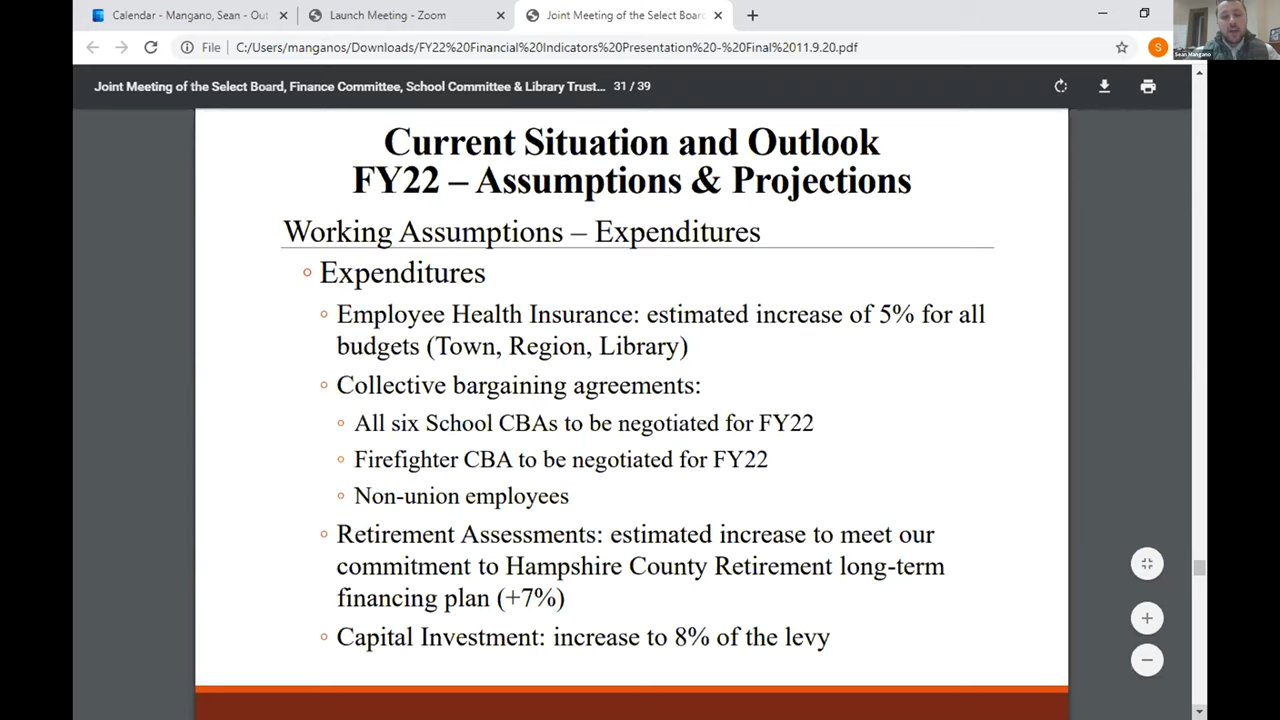 Calendar - Mangano, Sean - Out
Launch Meeting - Zoom
Joint Meeting of the Select Board
File
C:/Users/manganos/Downloads/FY22%20Financial%20Indicators%20Presentation%20-%20Final%2011.9.20.pdf
S
Sean Mangano
Joint Meeting of the Select Board, Finance Committee, School Committee & Library Trust... 31 / 39
Current Situation and Outlook
FY22 – Assumptions & Projections
Working Assumptions – Expenditures
Expenditures
Employee Health Insurance: estimated increase of 5% for all
budgets (Town, Region, Library)
Collective bargaining agreements:
All six School CBAs to be negotiated for FY22
Firefighter CBA to be negotiated for FY22
Non-union employees
Retirement Assessments: estimated increase to meet our
commitment to Hampshire County Retirement long-term
financing plan (+7%)
Capital Investment: increase to 8% of the levy